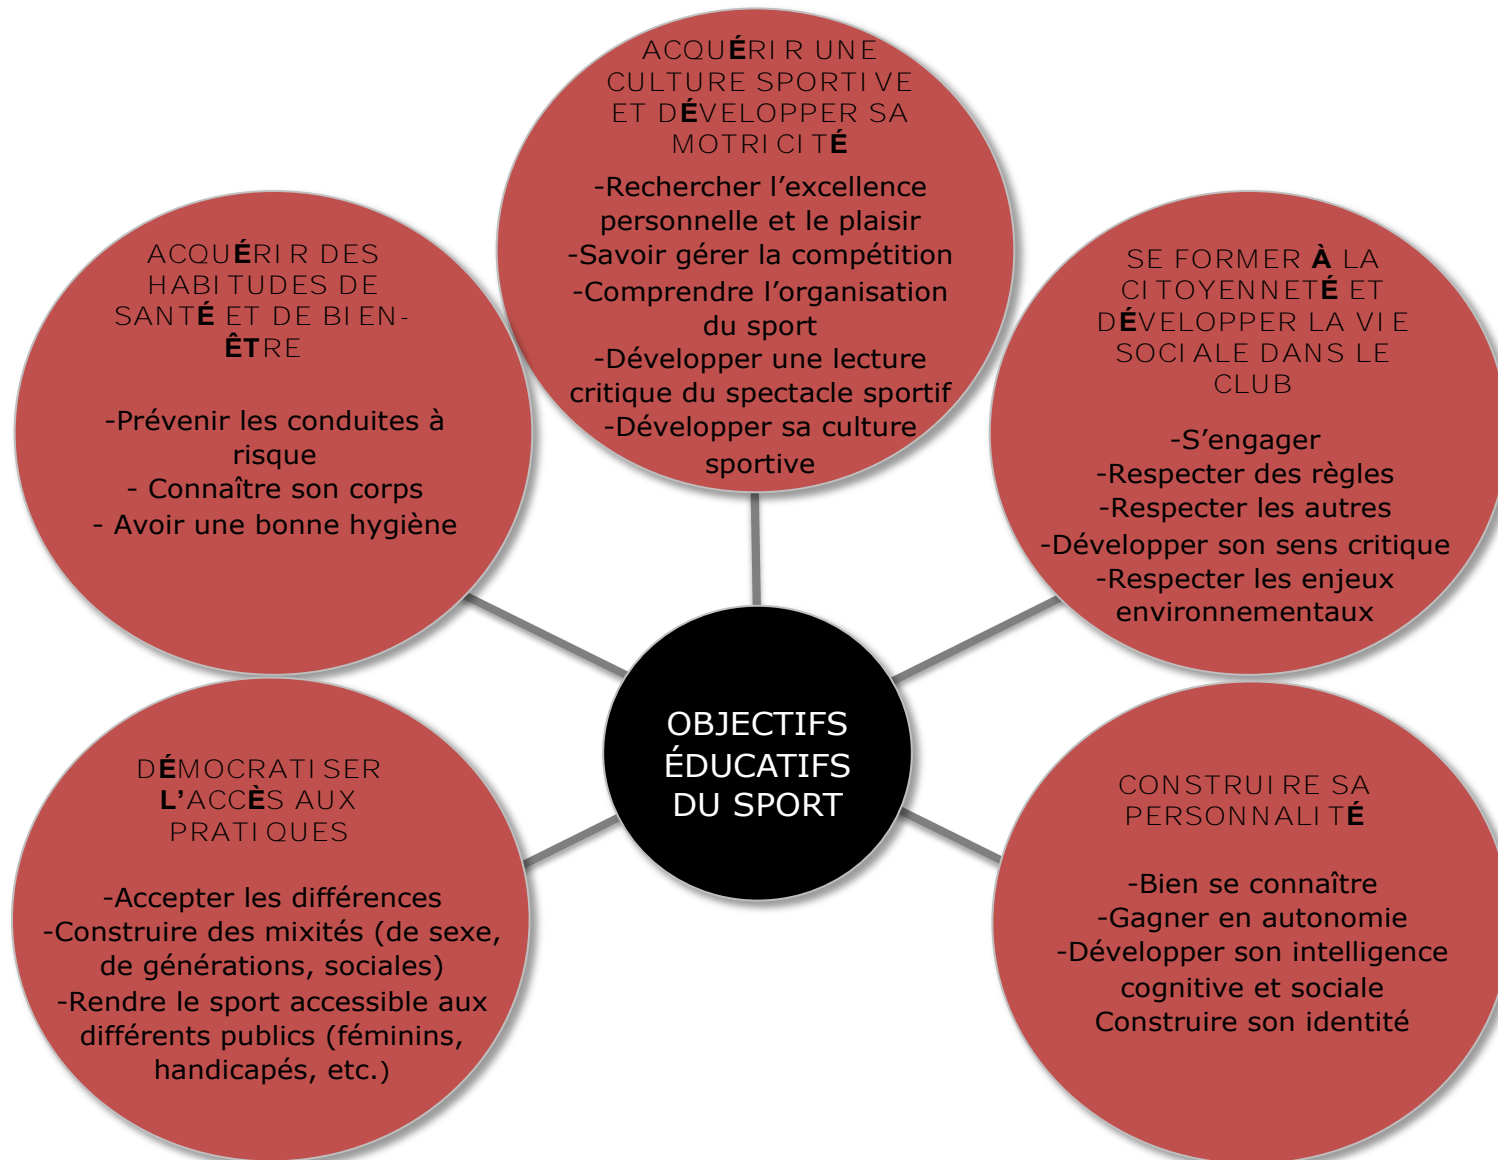 ACQUÉRIR UNE
CULTURE SPORTIVE
ET DÉVELOPPER SA
MOTRICITÉ
-Rechercher l’excellence
personnelle et le plaisir
-Savoir gérer la compétition
-Comprendre l’organisation
du sport
-Développer une lecture
critique du spectacle sportif
-Développer sa culture
sportive
ACQUÉRIR DES
HABITUDES DE
SANTÉ ET DE BIEN-
ÊTRE
-Prévenir les conduites à
risque
- Connaître son corps
- Avoir une bonne hygiène
SE FORMER À LA
CITOYENNETÉ ET
DÉVELOPPER LA VIE
SOCIALE DANS LE
CLUB
-S’engager
-Respecter des règles
-Respecter les autres
-Développer son sens critique
-Respecter les enjeux
environnementaux
OBJECTIFS
ÉDUCATIFS
DU SPORT
DÉMOCRATISER
L’ACCÈS AUX
PRATIQUES
-Accepter les différences
-Construire des mixités (de sexe,
de générations, sociales)
-Rendre le sport accessible aux
différents publics (féminins,
handicapés, etc.)
CONSTRUIRE SA
PERSONNALITÉ
-Bien se connaître
-Gagner en autonomie
-Développer son intelligence
cognitive et sociale
Construire son identité